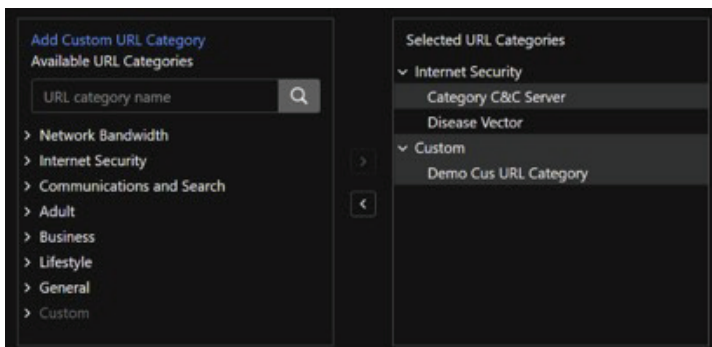 Add Custom URL Category
Available URL Categories
URL category name
Network Bandwidth
Internet Security
Communications and Search
Adult
Business
Lifestyle
General
Custom
Selected URL Categories
Internet Security
Category C&C Server
Disease Vector
Custom
Demo Cus URL Category